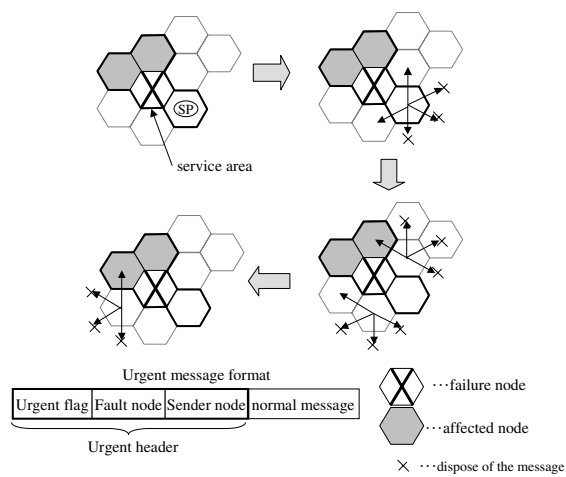 SP
service area
Urgent message format
Urgent flag Fault node Sender node normal message
Urgent header
···failure node
···affected node
···dispose of the message